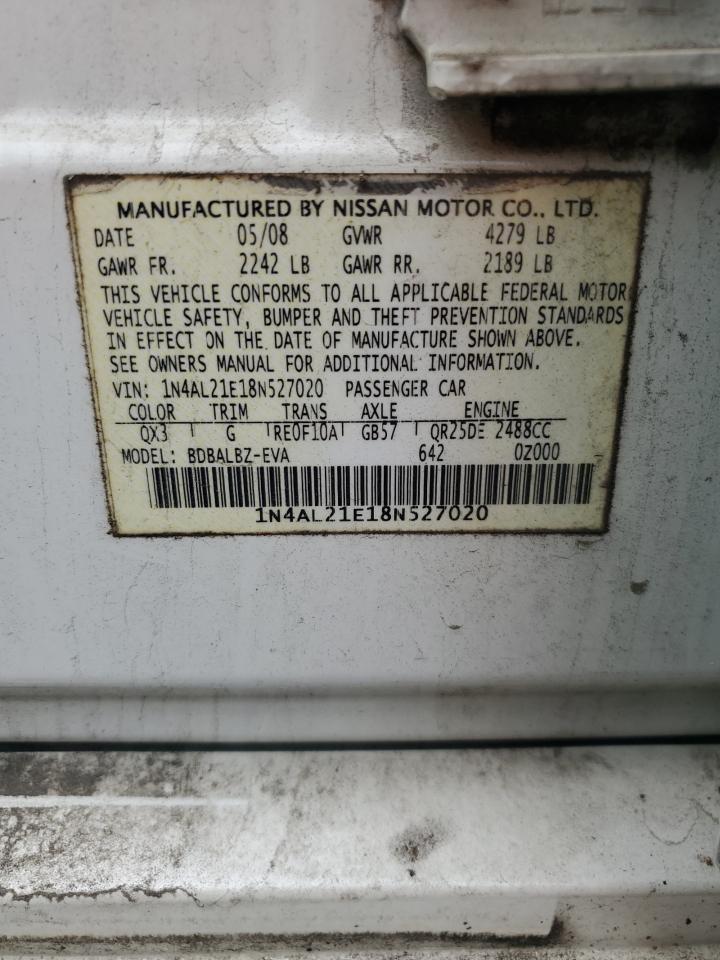 MANUFACTURED BY NISSAN MOTOR CO., LTD.
DATE 05/08 GVWR 4279 LB
GAWR FR. 2242 LB GAWR RR. 2189 LB
THIS VEHICLE CONFORMS TO ALL APPLICABLE FEDERAL MOTOR
VEHICLE SAFETY, BUMPER AND THEFT PREVENTION STANDARDS
IN EFFECT ON THE DATE OF MANUFACTURE SHOWN ABOVE.
SEE OWNERS MANUAL FOR ADDITIONAL INFORMATION.
VIN: 1N4AL21E18N527020 PASSENGER CAR
COLOR TRIM TRANS AXLE ENGINE
QX3 G RE0F10A GB57 QR25DE 2488CC
MODEL: BDBALBZ-EVA 642 0Z000
1N4AL21E18N527020